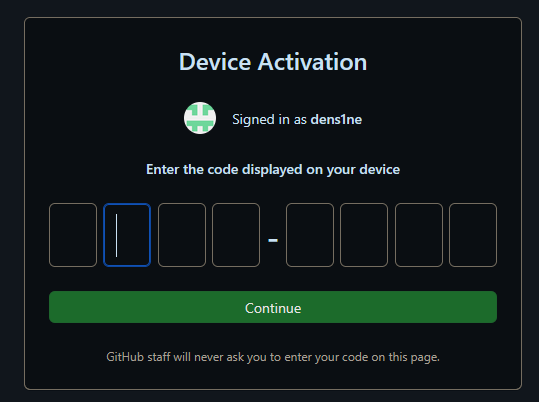 Device Activation
Signed in as dens1ne
Enter the code displayed on your device
-
Continue
GitHub staff will never ask you to enter your code on this page.